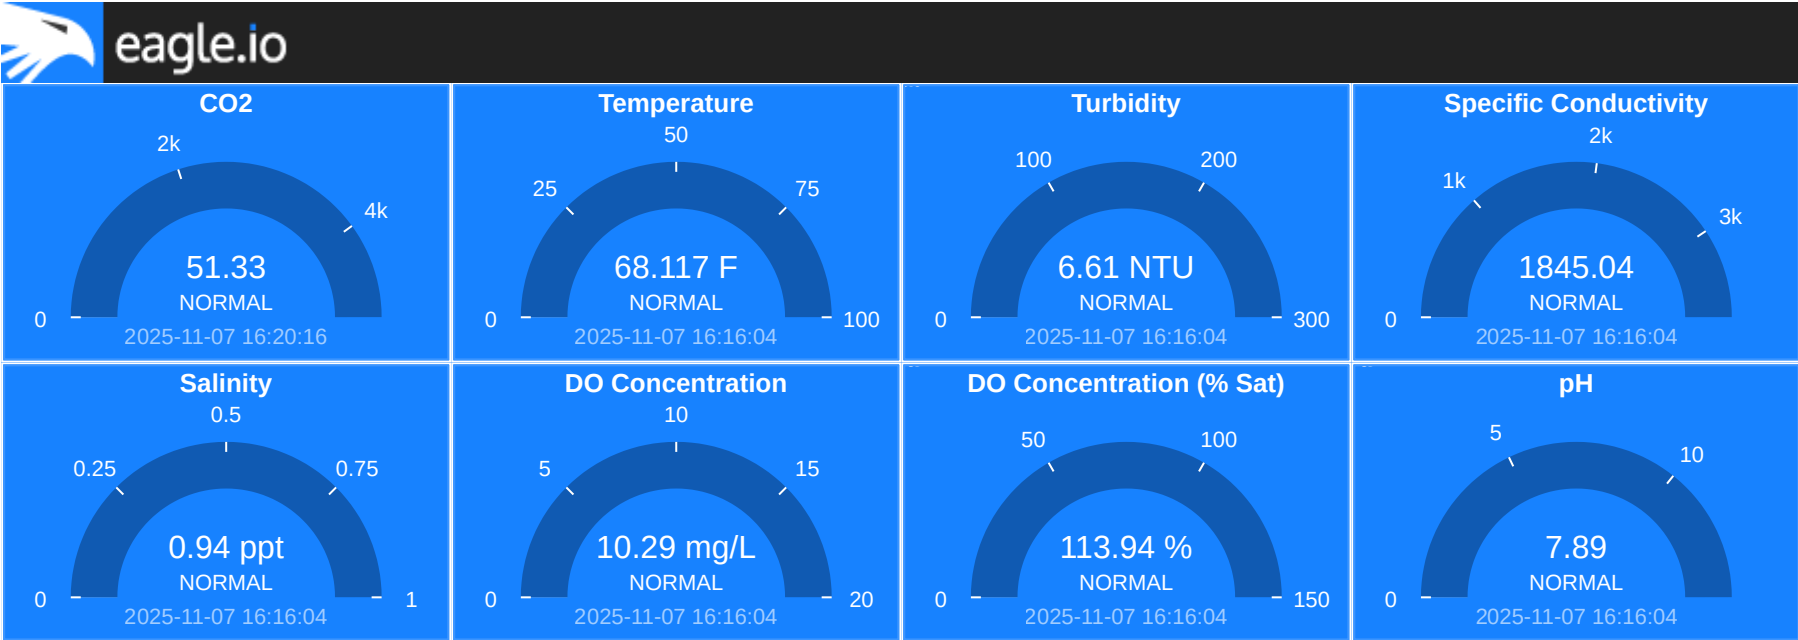 eagle.io
CO2
2k
4k
51.33
NORMAL
0
2025-11-07 16:20:16
Temperature
50
25
75
68.117 F
NORMAL
0
100
2025-11-07 16:16:04
Turbidity
100
200
6.61 NTU
NORMAL
0
300
2025-11-07 16:16:04
Specific Conductivity
2k
1k
3k
1845.04
NORMAL
0
2025-11-07 16:16:04
Salinity
0.5
0.25
0.75
0.94 ppt
NORMAL
0
1
2025-11-07 16:16:04
DO Concentration
10
5
15
10.29 mg/L
NORMAL
0
20
2025-11-07 16:16:04
DO Concentration (% Sat)
50
100
113.94 %
NORMAL
0
150
2025-11-07 16:16:04
pH
5
10
7.89
NORMAL
0
2025-11-07 16:16:04